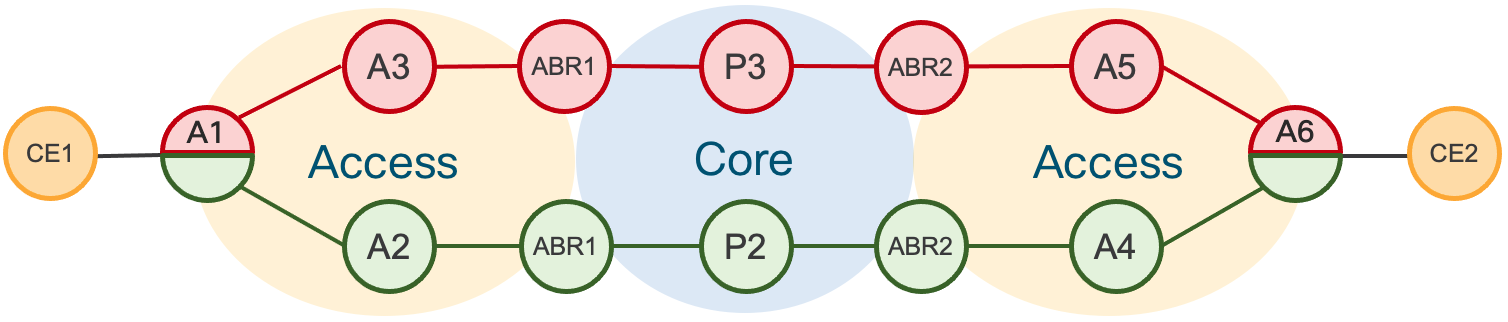 A3
ABR1
P3
ABR2
A5
CE1
A1
Access
Core
Access
A6
CE2
A2
ABR1
P2
ABR2
A4